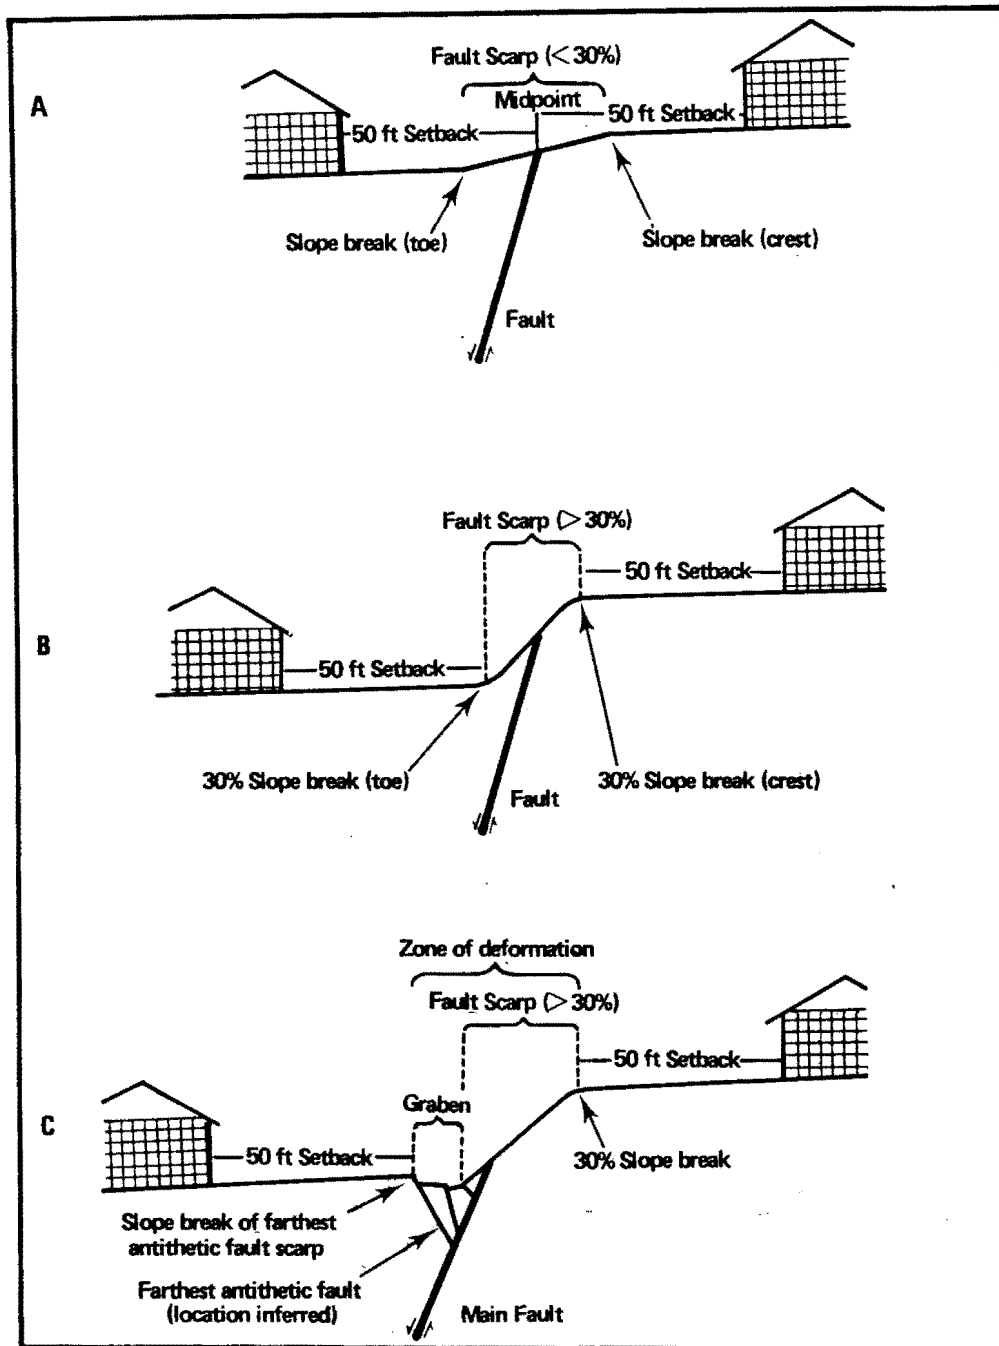 A
Fault Scarp (< 30%)
Midpoint
50 ft Setback
50 ft Setback
Slope break (toe)
Slope break (crest)
Fault
B
Fault Scarp (> 30%)
50 ft Setback
50 ft Setback
30% Slope break (toe)
30% Slope break (crest)
Fault
C
Zone of deformation
Fault Scarp (> 30%)
50 ft Setback
Graben
50 ft Setback
30% Slope break
Slope break of farthest
antithetic fault scarp
Farthest antithetic fault
(location inferred)
Main Fault